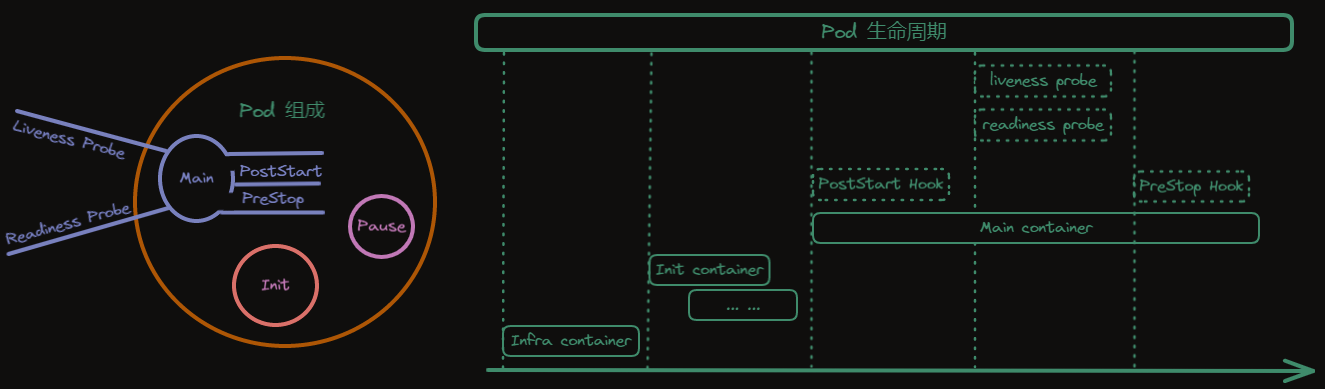 Pod 组成
Liveness Probe
Main
PostStart
PreStop
Readiness Probe
Pause
Init
Pod 生命周期
liveness probe
readiness probe
PostStart Hook
PreStop Hook
Main container
Init container
... ...
Infra container